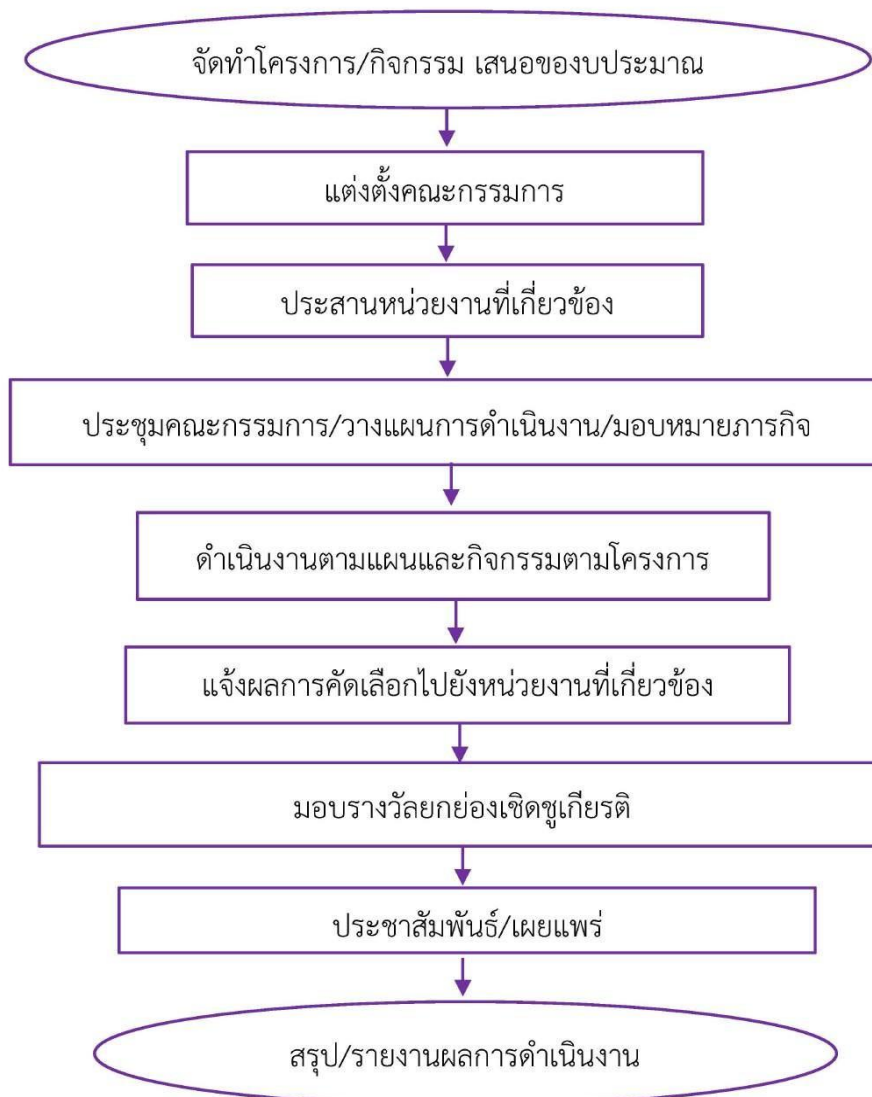 จัดทำโครงการ/กิจกรรม เสนอของบประมาณ
แต่งตั้งคณะกรรมการ
ประสานหน่วยงานที่เกี่ยวข้อง
ประชุมคณะกรรมการ/วางแผนการดำเนินงาน/มอบหมายภารกิจ
ดำเนินงานตามแผนและกิจกรรมตามโครงการ
แจ้งผลการคัดเลือกไปยังหน่วยงานที่เกี่ยวข้อง
มอบรางวัลยกย่องเชิดชูเกียรติ
ประชาสัมพันธ์/เผยแพร่
สรุป/รายงานผลการดำเนินงาน